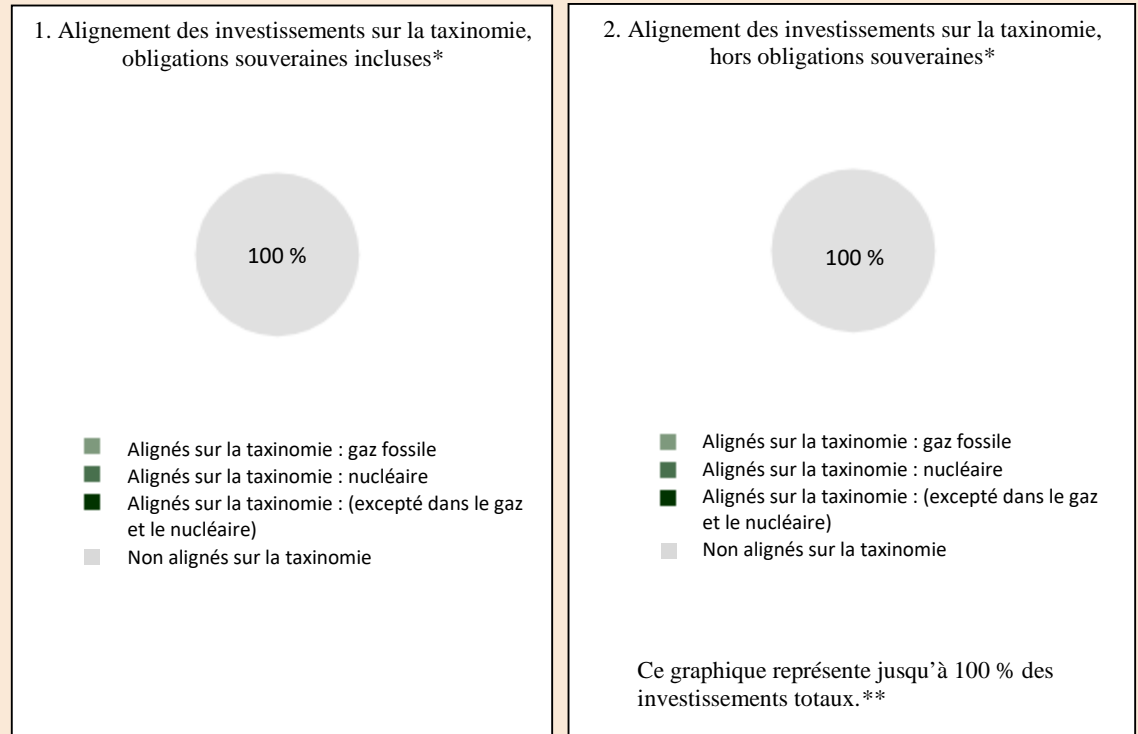 1. Alignement des investissements sur la taxinomie,
obligations souveraines incluses*
100 %
Alignés sur la taxinomie : gaz fossile
Alignés sur la taxinomie : nucléaire
Alignés sur la taxinomie : (excepté dans le gaz
et le nucléaire)
Non alignés sur la taxinomie
2. Alignement des investissements sur la taxinomie,
hors obligations souveraines*
100 %
Alignés sur la taxinomie : gaz fossile
Alignés sur la taxinomie : nucléaire
Alignés sur la taxinomie : (excepté dans le gaz
et le nucléaire)
Non alignés sur la taxinomie
Ce graphique représente jusqu’à 100 % des
investissements totaux.**